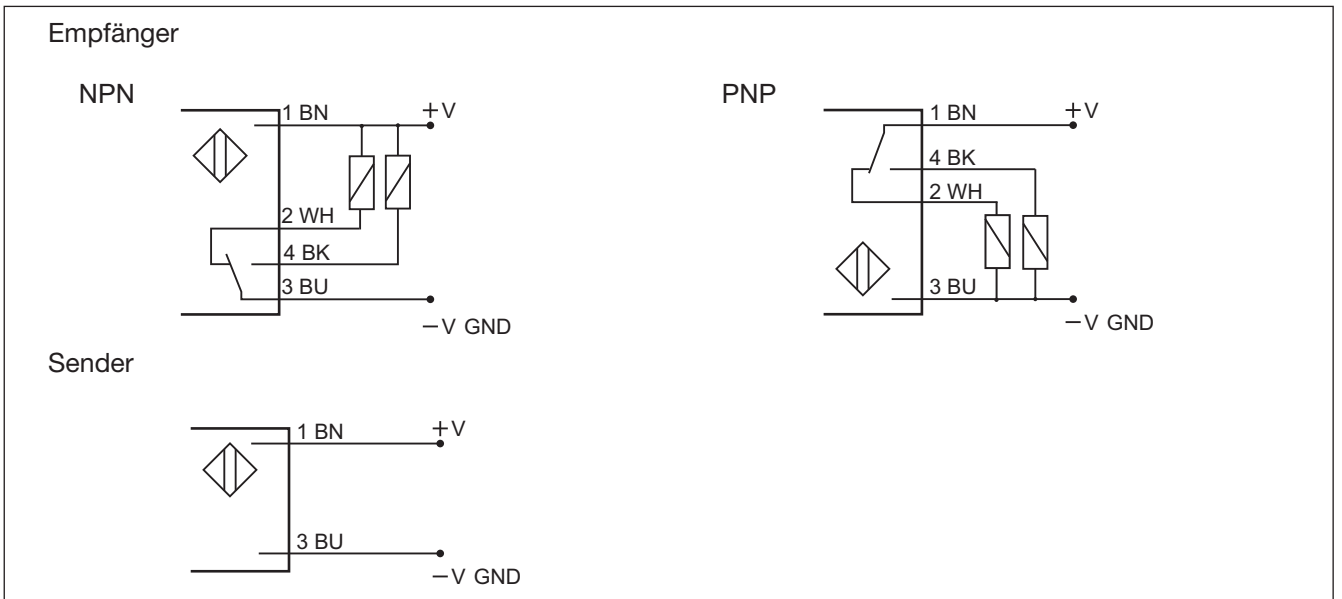 Empfänger
NPN
1 BN
+V
2 WH
4 BK
3 BU
−V GND
PNP
1 BN
+V
4 BK
2 WH
3 BU
−V GND
Sender
1 BN
+V
3 BU
−V GND